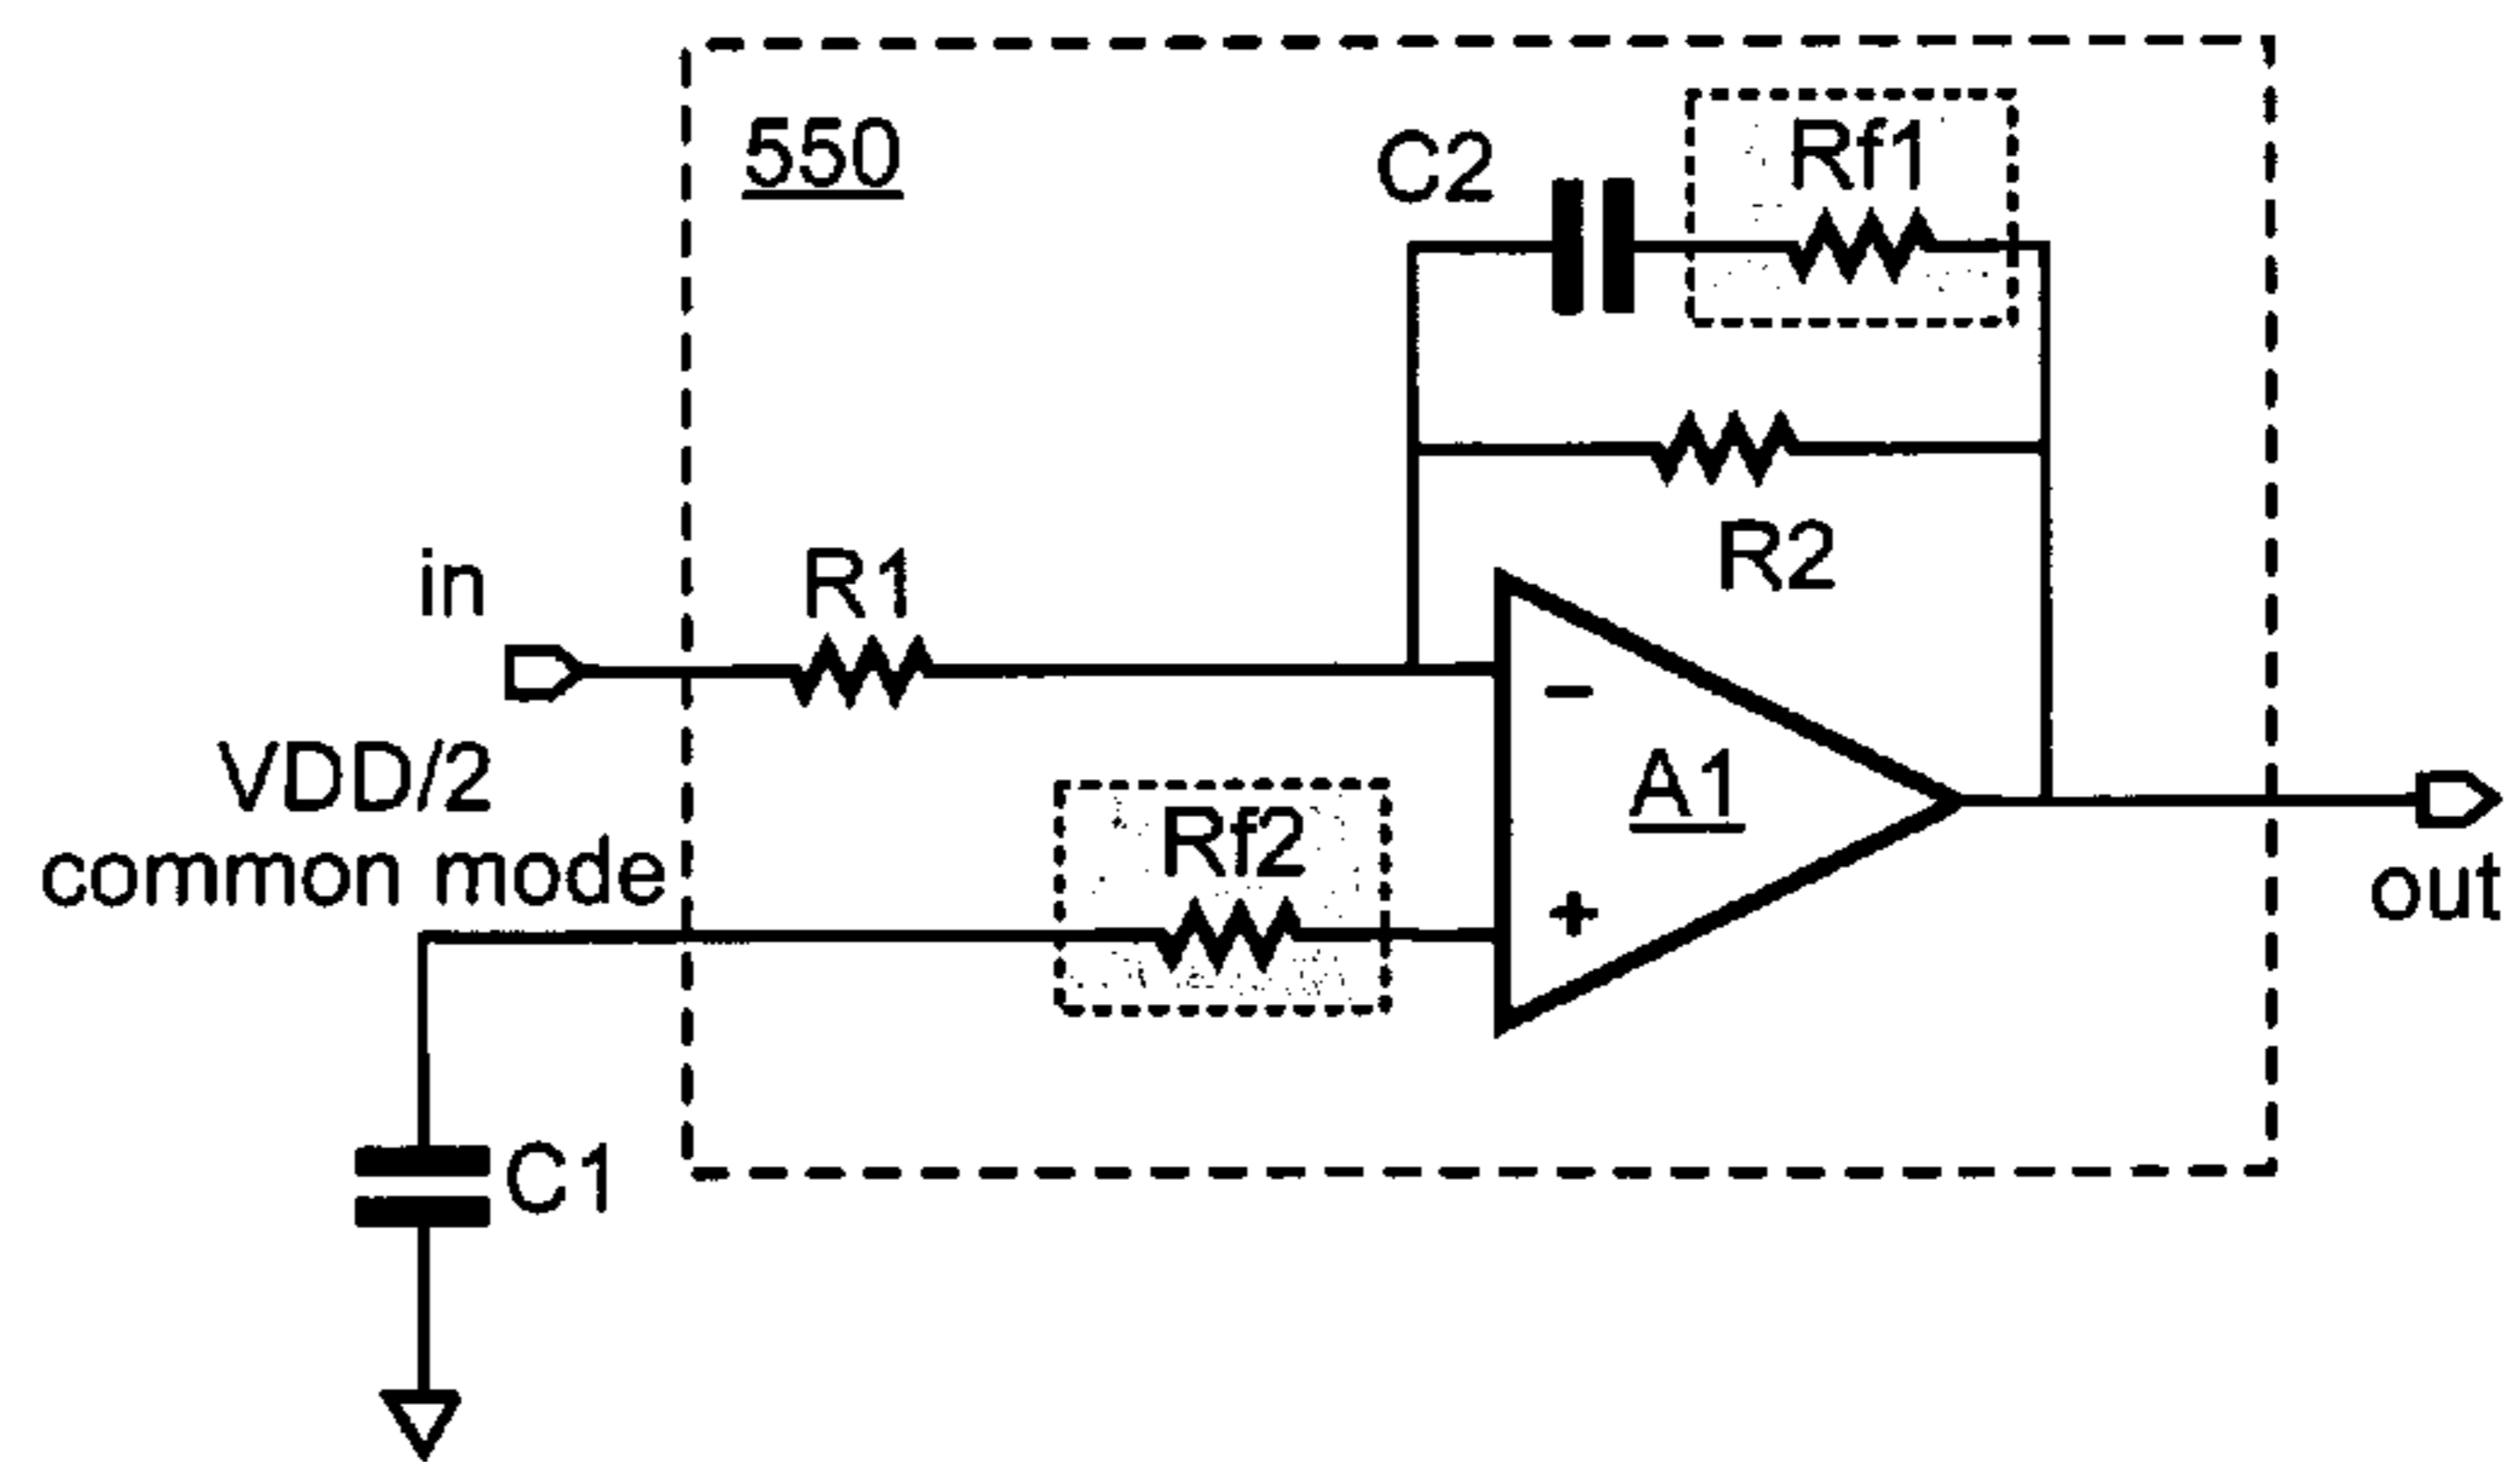 550
C2
Rf1
R2
in
R1
VDD/2
common mode
Rf2
A1
-
+
out
C1